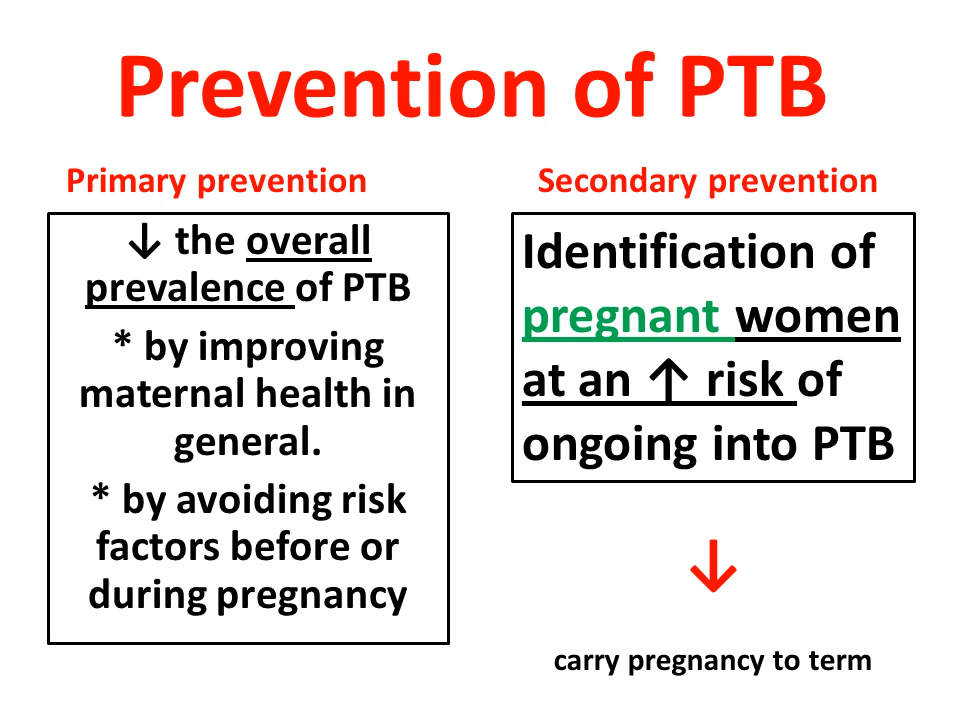 Prevention of PTB
Primary prevention
↓ the overall
prevalence of PTB
* by improving
maternal health in
general.
* by avoiding risk
factors before or
during pregnancy
Secondary prevention
Identification of
pregnant women
at an ↑ risk of
ongoing into PTB
↓
carry pregnancy to term